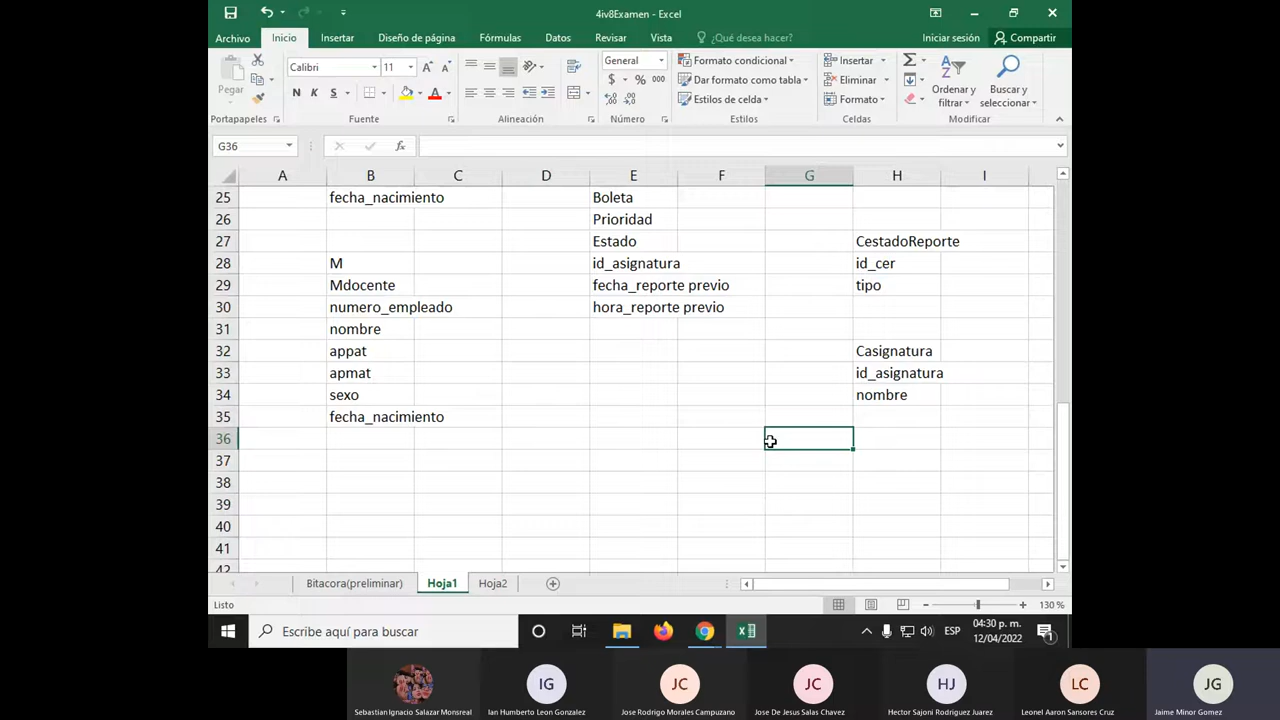 4iv8Examen - Excel
Archivo Inicio Insertar Diseño de página Fórmulas Datos Revisar Vista ¿Qué desea hacer? Iniciar sesión Compartir
Pegar
Calibri 11
N K S
General
$ % 000
Formato condicional
Dar formato como tabla
Estilos de celda
Insertar
Eliminar
Formato
Ordenar y filtrar
Buscar y seleccionar
Portapapeles Fuente Alineación Número Estilos Celdas Modificar
G36 fx
A B C D E F G H I
25 fecha_nacimiento Boleta
26 Prioridad
27 Estado CestadoReporte
28 M id_asignatura id_cer
29 Mdocente fecha_reporte previo tipo
30 numero_empleado hora_reporte previo
31 nombre
32 appat Casignatura
33 apmat id_asignatura
34 sexo nombre
35 fecha_nacimiento
36
37
38
39
40
41
42
Bitacora(preliminar) Hoja1 Hoja2
Listo 130 %
Escribe aquí para buscar
ESP
04:30 p. m.
12/04/2022
1
IG JC JC HJ LC JG
Sebastian Ignacio Salazar Monsreal Ian Humberto Leon Gonzalez Jose Rodrigo Morales Campuzano Jose De Jesus Salas Chavez Hector Sajoni Rodriguez Juarez Leonel Aaron Sansores Cruz Jaime Minor Gomez